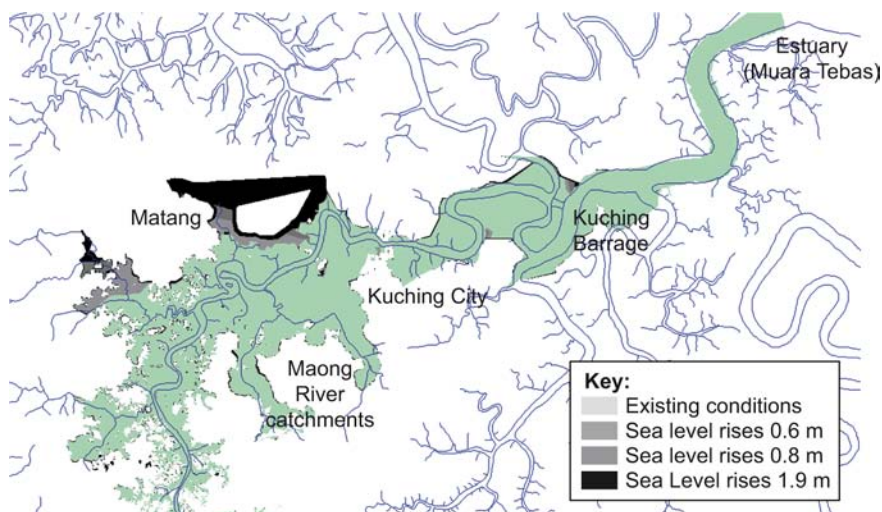 Estuary
(Muara Tebas)
Matang
Kuching
Barrage
Kuching City
Maong
River
catchments
Key:
Existing conditions
Sea level rises 0.6 m
Sea level rises 0.8 m
Sea Level rises 1.9 m